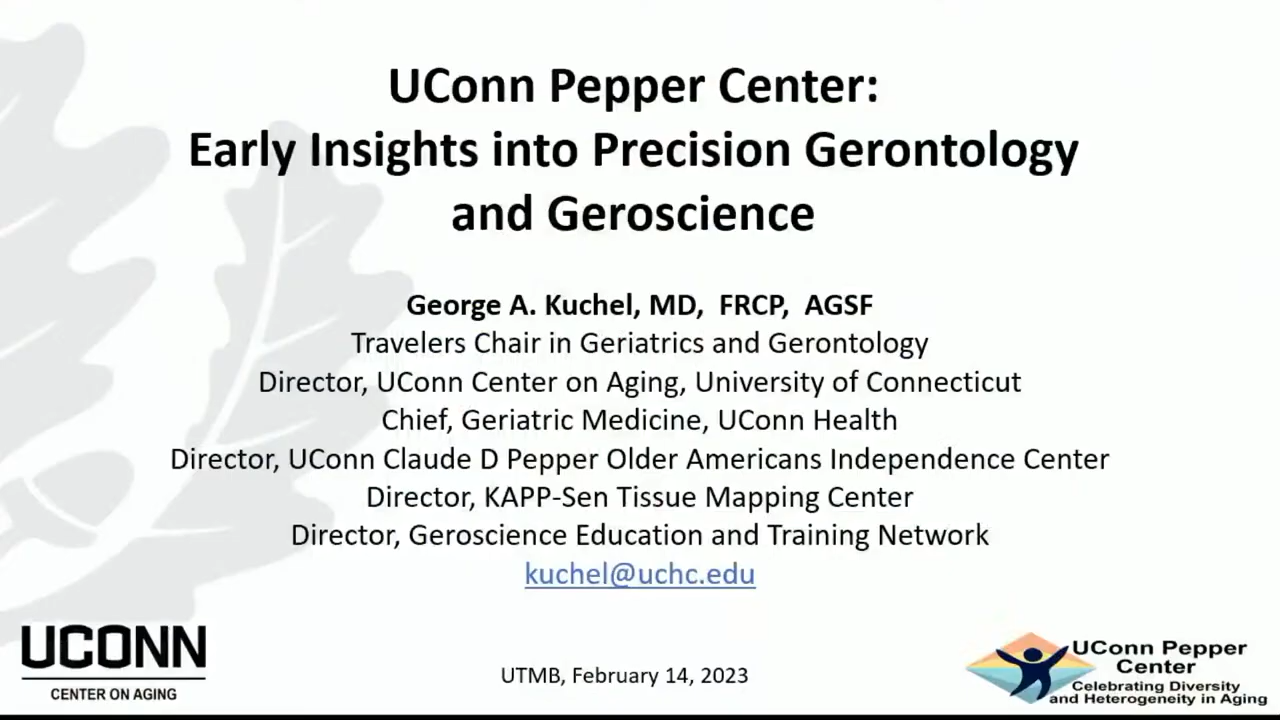 UConn Pepper Center:
Early Insights into Precision Gerontology
and Geroscience
George A. Kuchel, MD,  FRCP,  AGSF
Travelers Chair in Geriatrics and Gerontology
Director, UConn Center on Aging, University of Connecticut
Chief, Geriatric Medicine, UConn Health
Director, UConn Claude D Pepper Older Americans Independence Center
Director, KAPP-Sen Tissue Mapping Center
Director, Geroscience Education and Training Network
kuchel@uchc.edu
UCONN
CENTER ON AGING
UTMB, February 14, 2023
UConn Pepper
Center
Celebrating Diversity
and Heterogeneity in Aging